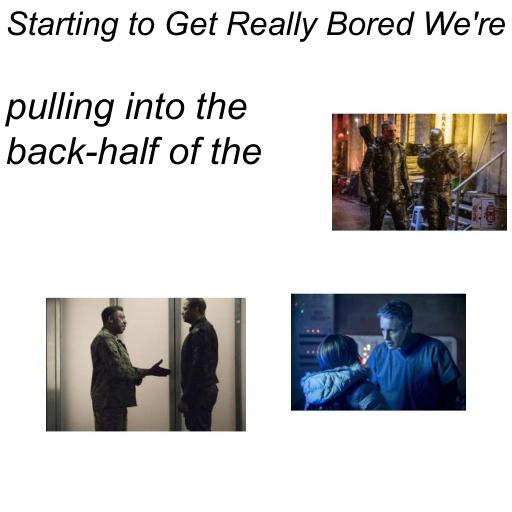 Starting to Get Really Bored We're
pulling into the
back-half of the